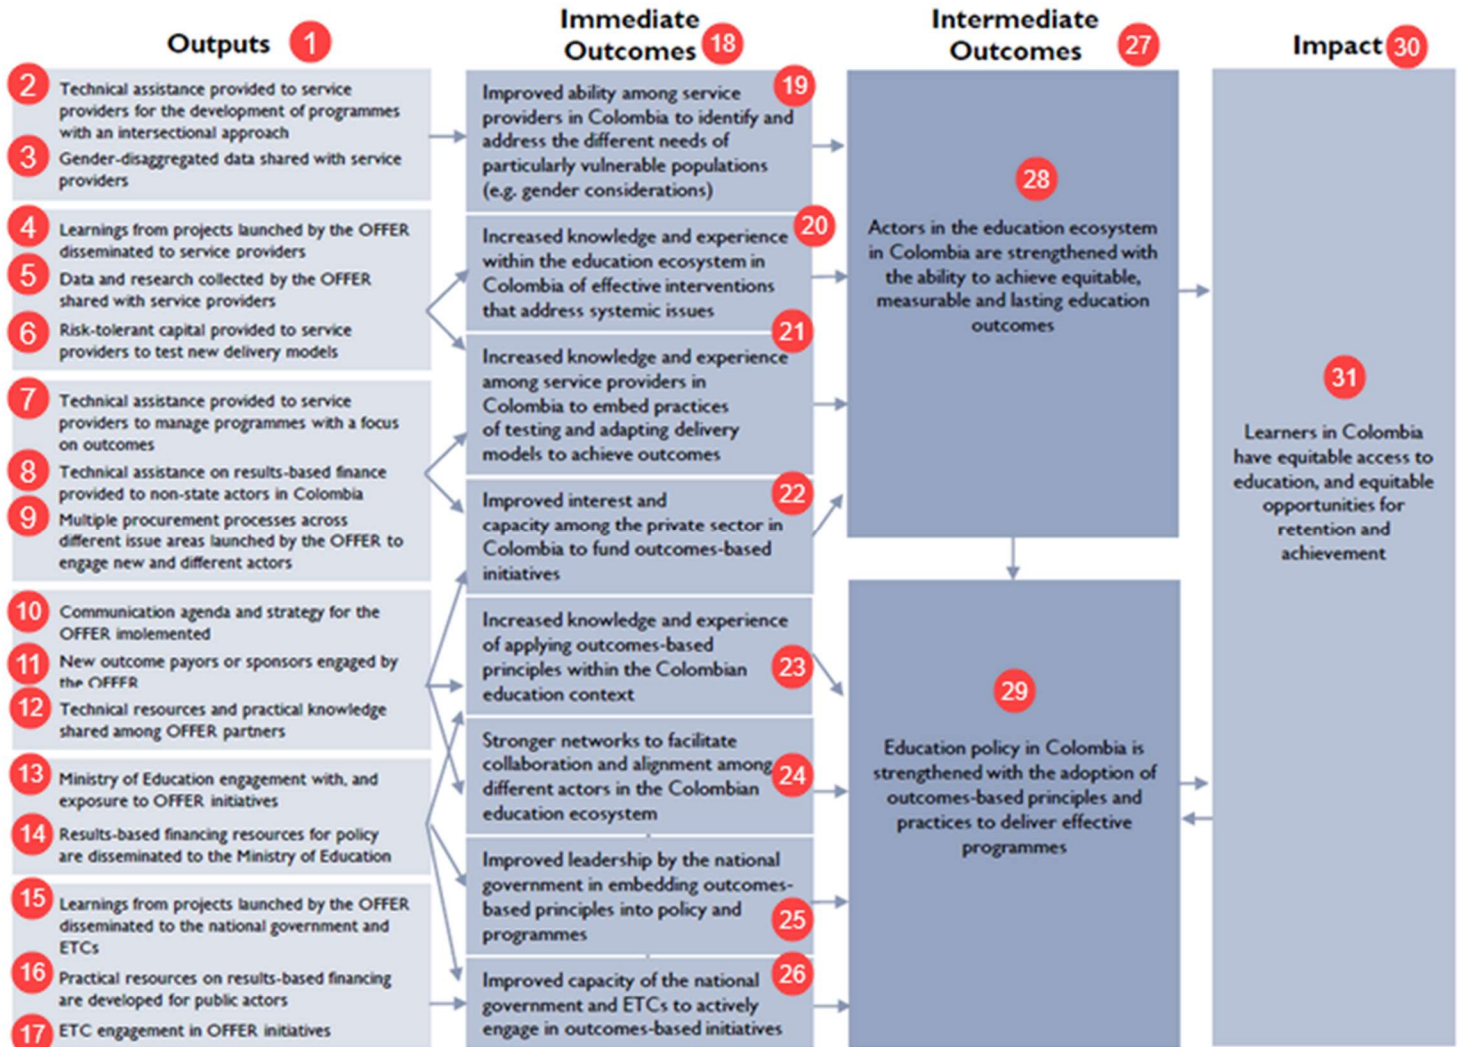 Outputs 1
2 Technical assistance provided to service
providers for the development of programmes
with an intersectional approach
3 Gender-disaggregated data shared with service
providers
4 Learnings from projects launched by the OFFER
disseminated to service providers
5 Data and research collected by the OFFER
shared with service providers
6 Risk-tolerant capital provided to service
providers to test new delivery models
7 Technical assistance provided to service
providers to manage programmes with a focus
on outcomes
8 Technical assistance on results-based finance
provided to non-state actors in Colombia
9 Multiple procurement processes across
different issue areas launched by the OFFER to
engage new and different actors
10 Communication agenda and strategy for the
OFFER implemented
11 New outcome payors or sponsors engaged by
the OFFER
12 Technical resources and practical knowledge
shared among OFFER partners
13 Ministry of Education engagement with, and
exposure to OFFER initiatives
14 Results-based financing resources for policy
are disseminated to the Ministry of Education
15 Learnings from projects launched by the OFFER
disseminated to the national government and
ETCs
16 Practical resources on results-based financing
are developed for public actors
17 ETC engagement in OFFER initiatives
Immediate
Outcomes 18
19
Improved ability among service
providers in Colombia to identify and
address the different needs of
particularly vulnerable populations
(e.g. gender considerations)
20
Increased knowledge and experience
within the education ecosystem in
Colombia of effective interventions
that address systemic issues
21
Increased knowledge and experience
among service providers in
Colombia to embed practices
of testing and adapting delivery
models to achieve outcomes
22
Improved interest and
capacity among the private sector in
Colombia to fund outcomes-based
initiatives
Increased knowledge and experience
of applying outcomes-based
principles within the Colombian
education context
23
Stronger networks to facilitate
collaboration and alignment among
different actors in the Colombian
education ecosystem
24
Improved leadership by the national
government in embedding outcomes-
based principles into policy and
programmes
25
26
Improved capacity of the national
government and ETCs to actively
engage in outcomes-based initiatives
Intermediate
Outcomes 27
28
Actors in the education ecosystem
in Colombia are strengthened with
the ability to achieve equitable,
measurable and lasting education
outcomes
29
Education policy in Colombia is
strengthened with the adoption of
outcomes-based principles and
practices to deliver effective
programmes
Impact 30
31
Learners in Colombia
have equitable access to
education, and equitable
opportunities for
retention and
achievement